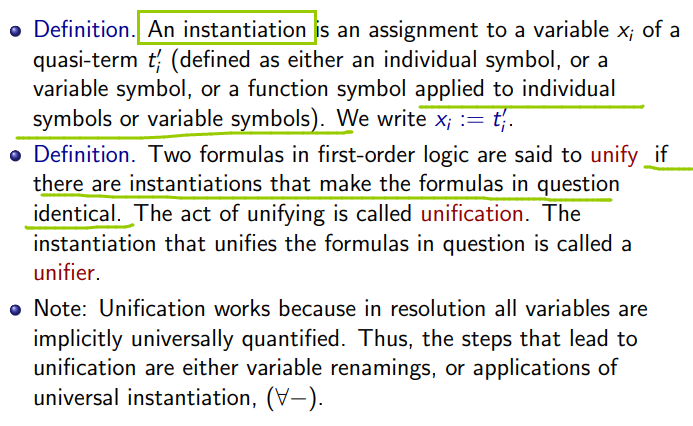 Definition. An instantiation is an assignment to a variable xᵢ of a
quasi-term t′ᵢ (defined as either an individual symbol, or a
variable symbol, or a function symbol applied to individual
symbols or variable symbols). We write xᵢ := t′ᵢ.
Definition. Two formulas in first-order logic are said to unify if
there are instantiations that make the formulas in question
identical. The act of unifying is called unification. The
instantiation that unifies the formulas in question is called a
unifier.
Note: Unification works because in resolution all variables are
implicitly universally quantified. Thus, the steps that lead to
unification are either variable renamings, or applications of
universal instantiation, (∀−).